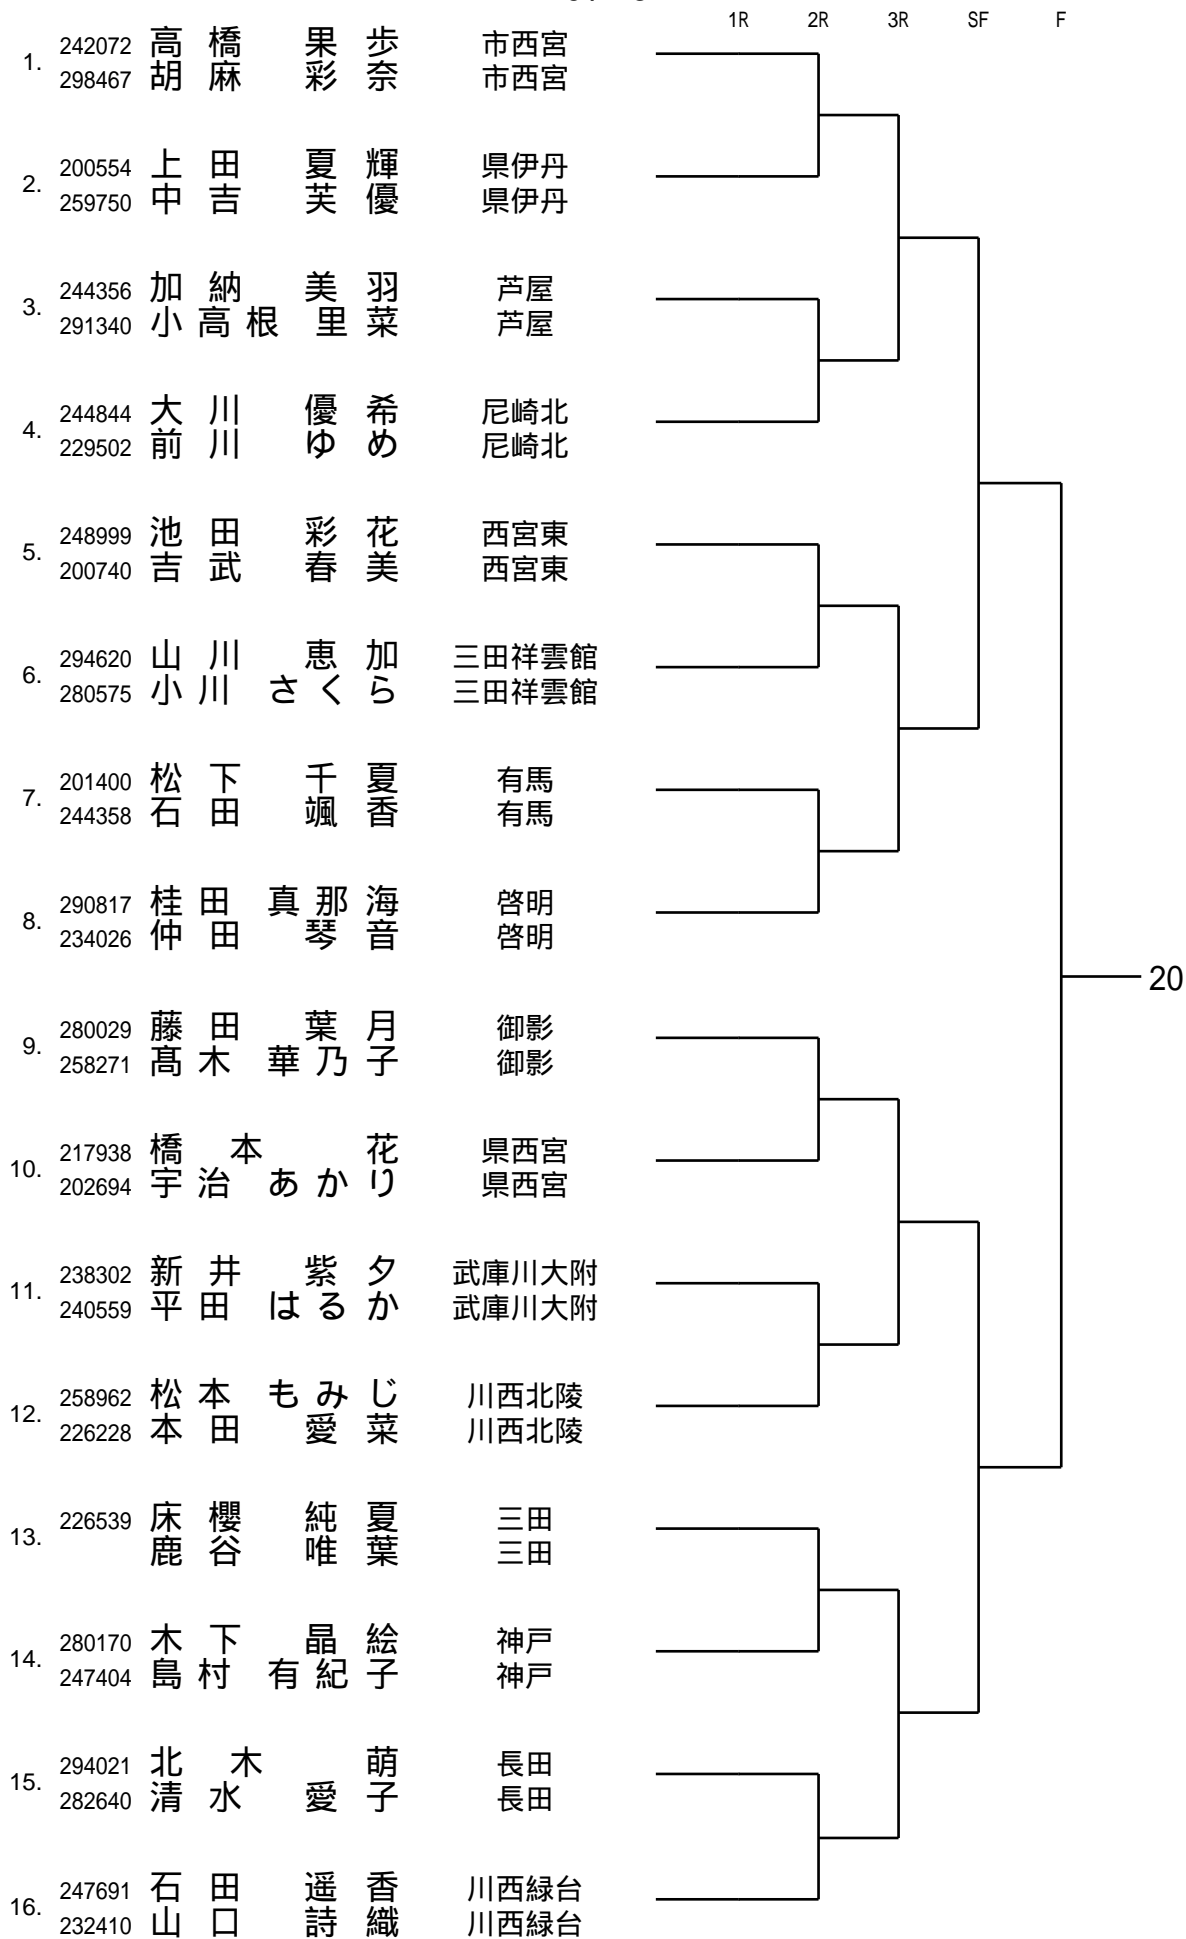 1R 2R 3R SF F
1. 242072 高橋 果歩 市西宮
298467 胡麻 彩奈 市西宮
2. 200554 上田 夏輝 県伊丹
259750 中吉 芙優 県伊丹
3. 244356 加納 美羽 芦屋
291340 小高根 里菜 芦屋
4. 244844 大川 優希 尼崎北
229502 前川 ゆめ 尼崎北
5. 248999 池田 彩花 西宮東
200740 吉武 春美 西宮東
6. 294620 山川 恵加 三田祥雲館
280575 小川 さくら 三田祥雲館
7. 201400 松下 千夏 有馬
244358 石田 颯香 有馬
8. 290817 桂田 真那海 啓明
234026 仲田 琴音 啓明
20
9. 280029 藤田 葉月 御影
258271 髙木 華乃子 御影
10. 217938 橋本 花 県西宮
202694 宇治 あかり 県西宮
11. 238302 新井 紫夕 武庫川大附
240559 平田 はるか 武庫川大附
12. 258962 松本 もみじ 川西北陵
226228 本田 愛菜 川西北陵
13. 226539 床櫻 純夏 三田
鹿谷 唯葉 三田
14. 280170 木下 晶絵 神戸
247404 島村 有紀子 神戸
15. 294021 北木 萌 長田
282640 清水 愛子 長田
16. 247691 石田 遥香 川西緑台
232410 山口 詩織 川西緑台